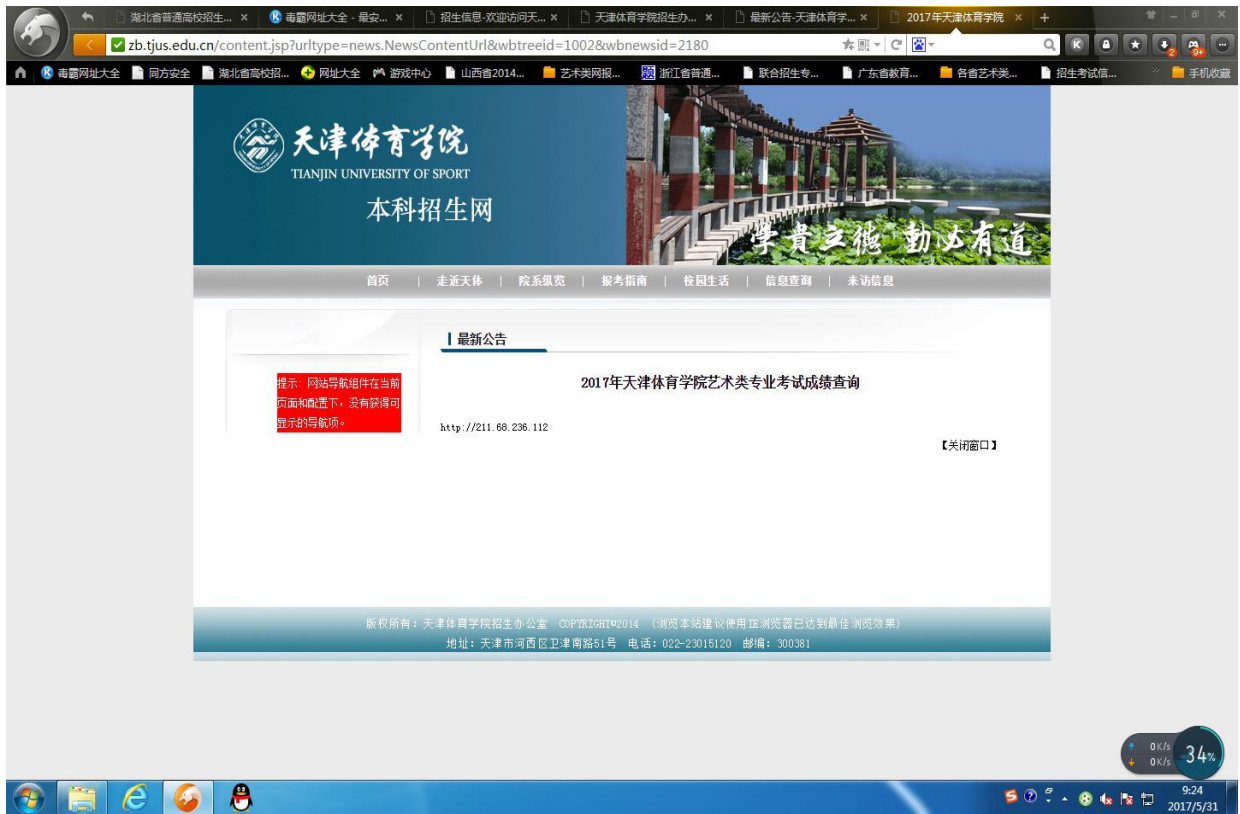 湖北省普通高校招生...
毒霸网址大全 - 最安...
招生信息-欢迎访问天...
天津体育学院招生办...
最新公告-天津体育学...
2017年天津体育学院
zb.tjus.edu.cn/content.jsp?urltype=news.NewsContentUrl&wbtreeid=1002&wbnewsid=2180
毒霸网址大全
同方安全
湖北省高校招...
网址大全
游戏中心
山西省2014...
艺术类网报...
浙江省普通...
联合招生专...
广东省教育...
各省艺术类...
招生考试信...
手机收藏
天津体育学院
TIANJIN UNIVERSITY OF SPORT
本科招生网
学贵立德 勤必有道
首页 | 走近天体 | 院系纵览 | 报考指南 | 校园生活 | 信息查询 | 来访信息
最新公告
提示: 网站导航组件在当前
页面和配置下，没有获得可
显示的导航项。
2017年天津体育学院艺术类专业考试成绩查询
http://211.68.236.112
【关闭窗口】
版权所有: 天津体育学院招生办公室 COPYRIGHT©2014 (浏览本站建议使用IE浏览器已达到最佳浏览效果)
地址: 天津市河西区卫津南路51号 电话: 022-23015120 邮编: 300381
0K/s
0K/s
34%
9:24
2017/5/31